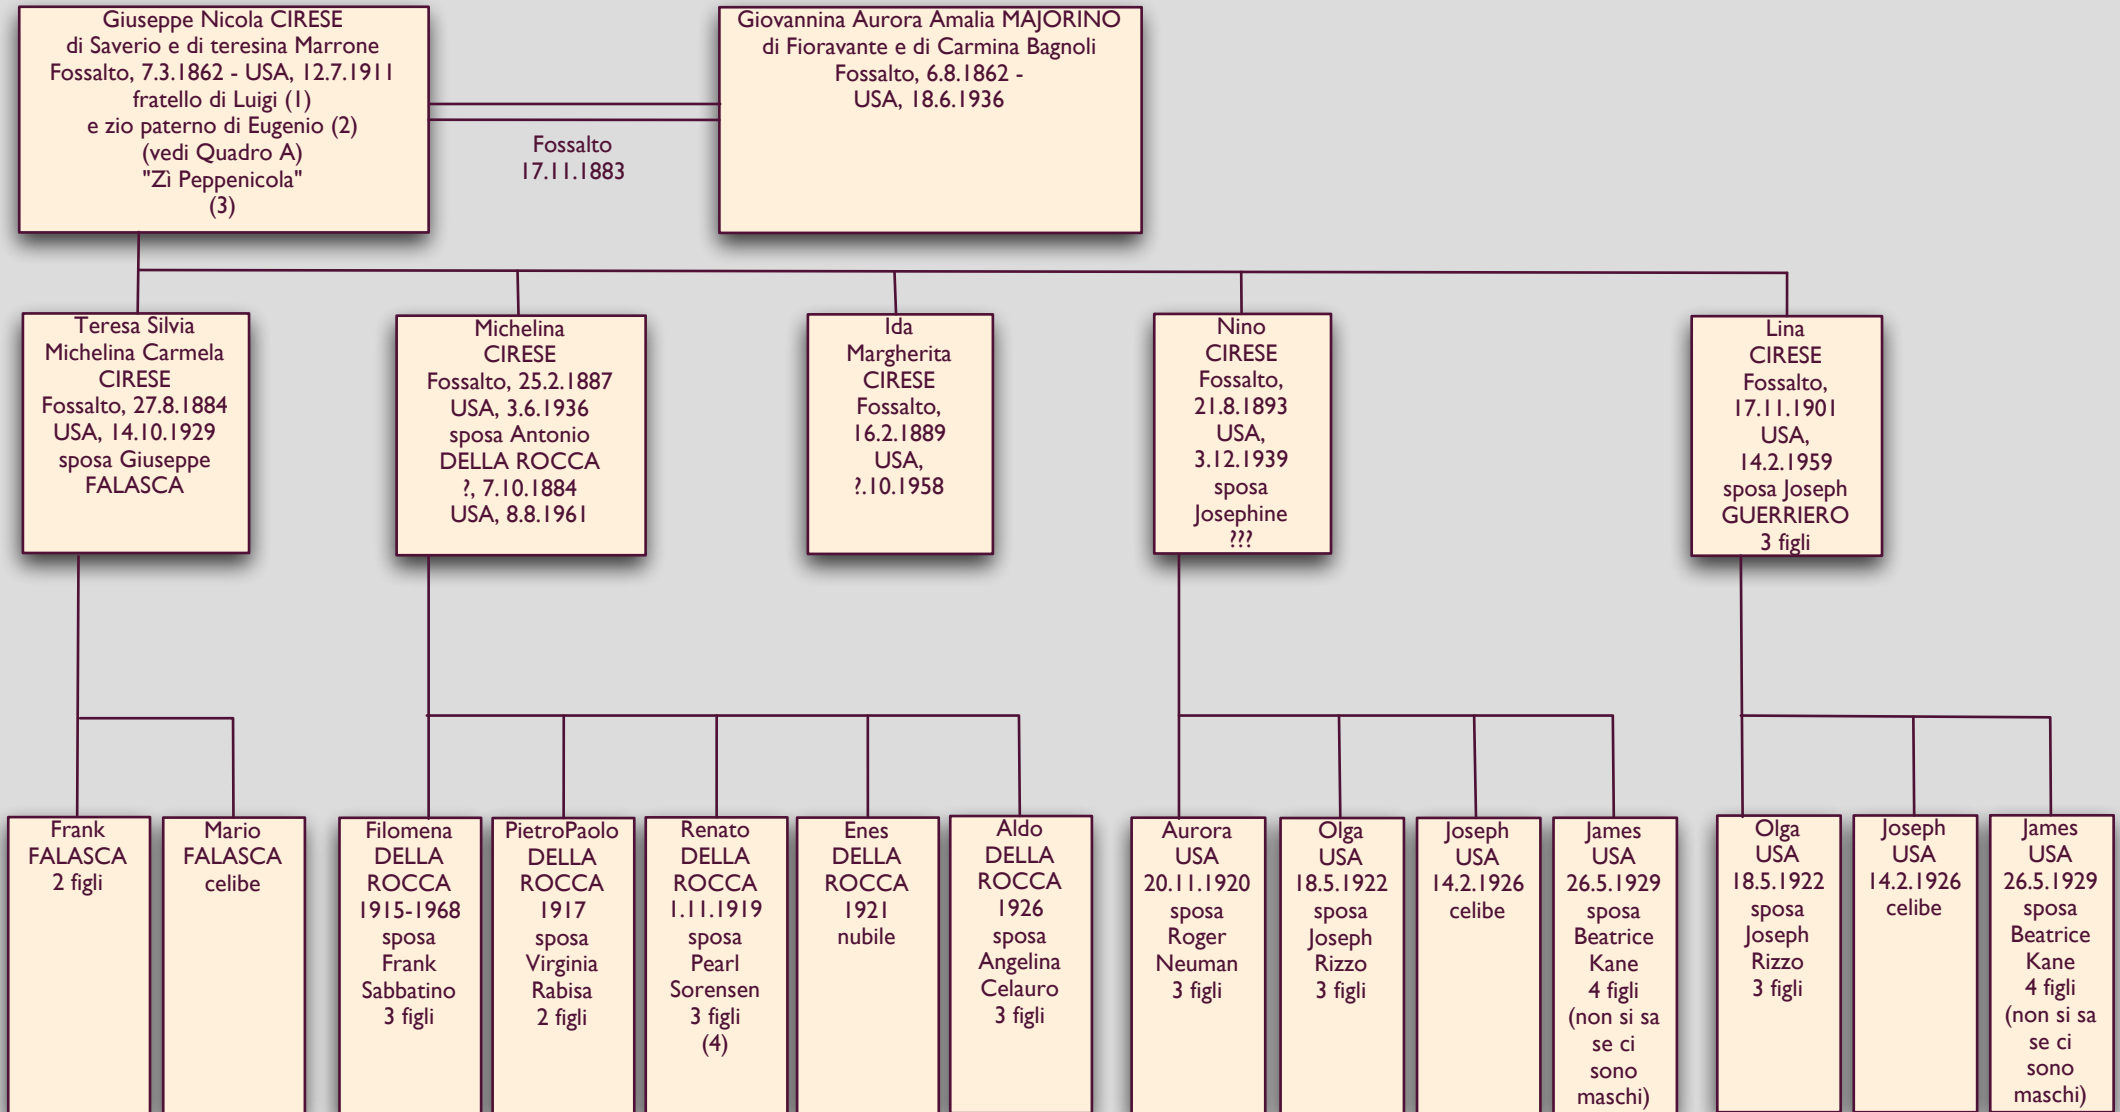 Giuseppe Nicola CIRESE
di Saverio e di teresina Marrone
Fossalto, 7.3.1862 - USA, 12.7.1911
fratello di Luigi (1)
e zio paterno di Eugenio (2)
(vedi Quadro A)
"Zì Peppenicola"
(3)
Fossalto
17.11.1883
Giovannina Aurora Amalia MAJORINO
di Fioravante e di Carmina Bagnoli
Fossalto, 6.8.1862 -
USA, 18.6.1936
Teresa Silvia
Michelina Carmela
CIRESE
Fossalto, 27.8.1884
USA, 14.10.1929
sposa Giuseppe
FALASCA
Michelina
CIRESE
Fossalto, 25.2.1887
USA, 3.6.1936
sposa Antonio
DELLA ROCCA
?, 7.10.1884
USA, 8.8.1961
Ida
Margherita
CIRESE
Fossalto,
16.2.1889
USA,
?.10.1958
Nino
CIRESE
Fossalto,
21.8.1893
USA,
3.12.1939
sposa
Josephine
???
Lina
CIRESE
Fossalto,
17.11.1901
USA,
14.2.1959
sposa Joseph
GUERRIERO
3 figli
Frank
FALASCA
2 figli
Mario
FALASCA
celibe
Filomena
DELLA
ROCCA
1915-1968
sposa
Frank
Sabbatino
3 figli
PietroPaolo
DELLA
ROCCA
1917
sposa
Virginia
Rabisa
2 figli
Renato
DELLA
ROCCA
1.11.1919
sposa
Pearl
Sorensen
3 figli
(4)
Enes
DELLA
ROCCA
1921
nubile
Aldo
DELLA
ROCCA
1926
sposa
Angelina
Celauro
3 figli
Aurora
USA
20.11.1920
sposa
Roger
Neuman
3 figli
Olga
USA
18.5.1922
sposa
Joseph
Rizzo
3 figli
Joseph
USA
14.2.1926
celibe
James
USA
26.5.1929
sposa
Beatrice
Kane
4 figli
(non si sa
se ci
sono
maschi)
Olga
USA
18.5.1922
sposa
Joseph
Rizzo
3 figli
Joseph
USA
14.2.1926
celibe
James
USA
26.5.1929
sposa
Beatrice
Kane
4 figli
(non si sa
se ci
sono
maschi)